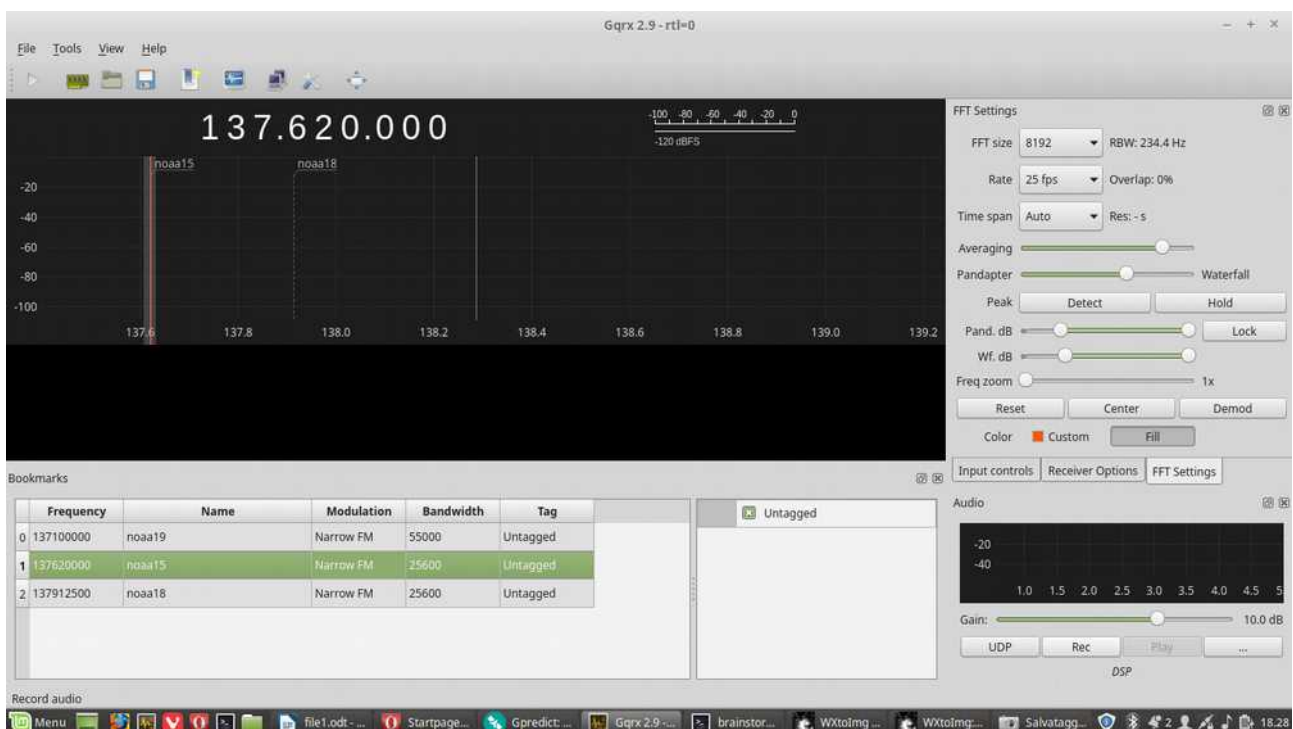 Gqrx 2.9 - rtl=0
File Tools View Help
137.620.000
-100 -80 -60 -40 -20 0
-120 dBFS
noaa15 noaa18
-20
-40
-60
-80
-100
137.6 137.8 138.0 138.2 138.4 138.6 138.8 139.0 139.2
FFT Settings
FFT size 8192 RBW: 234.4 Hz
Rate 25 fps Overlap: 0%
Time span Auto Res: - s
Averaging
Pandapter Waterfall
Peak Detect Hold
Pand. dB Lock
Wf. dB
Freq zoom 1x
Reset Center Demod
Color Custom Fill
Input controls Receiver Options FFT Settings
Bookmarks
Frequency Name Modulation Bandwidth Tag
0 137100000 noaa19 Narrow FM 55000 Untagged
1 137620000 noaa15 Narrow FM 25600 Untagged
2 137912500 noaa18 Narrow FM 25600 Untagged
Untagged
Audio
-20
-40
1.0 1.5 2.0 2.5 3.0 3.5 4.0 4.5 5
Gain: 10.0 dB
UDP Rec Play ...
DSP
Record audio
Menu file1.odt - ... Startpage... Gpredict: ... Gqrx 2.9 -... brainstor... WXtoImg ... WXtoImg:... Salvatagg... 2 18.28